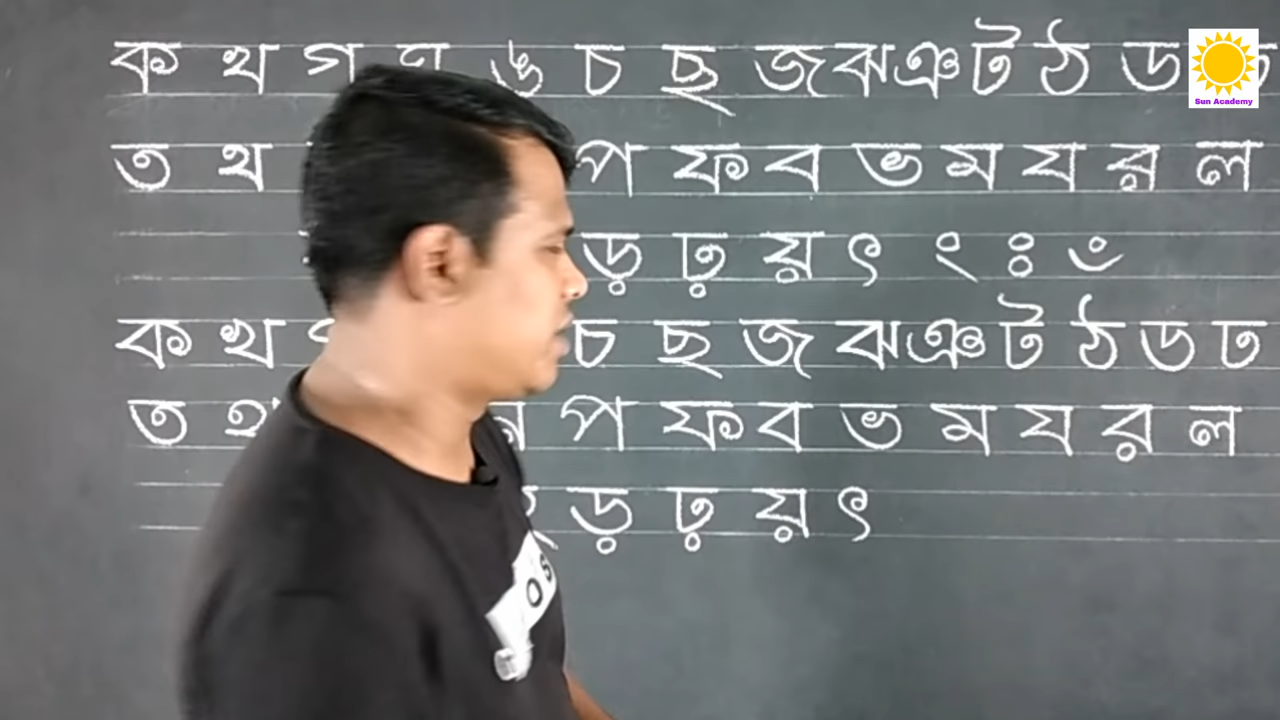 ক খ গ ঙ চ ছ জ ঝ ঞ ট ঠ ড
ত থ প ফ ব ভ ম য র ল
ড় ঢ় য় ৎ ং ঃ ঁ
ক খ চ ছ জ ঝ ঞ ট ঠ ড ঢ
ত থ ন প ফ ব ভ ম য র ল
ড় ঢ় য় ৎ
Sun Academy